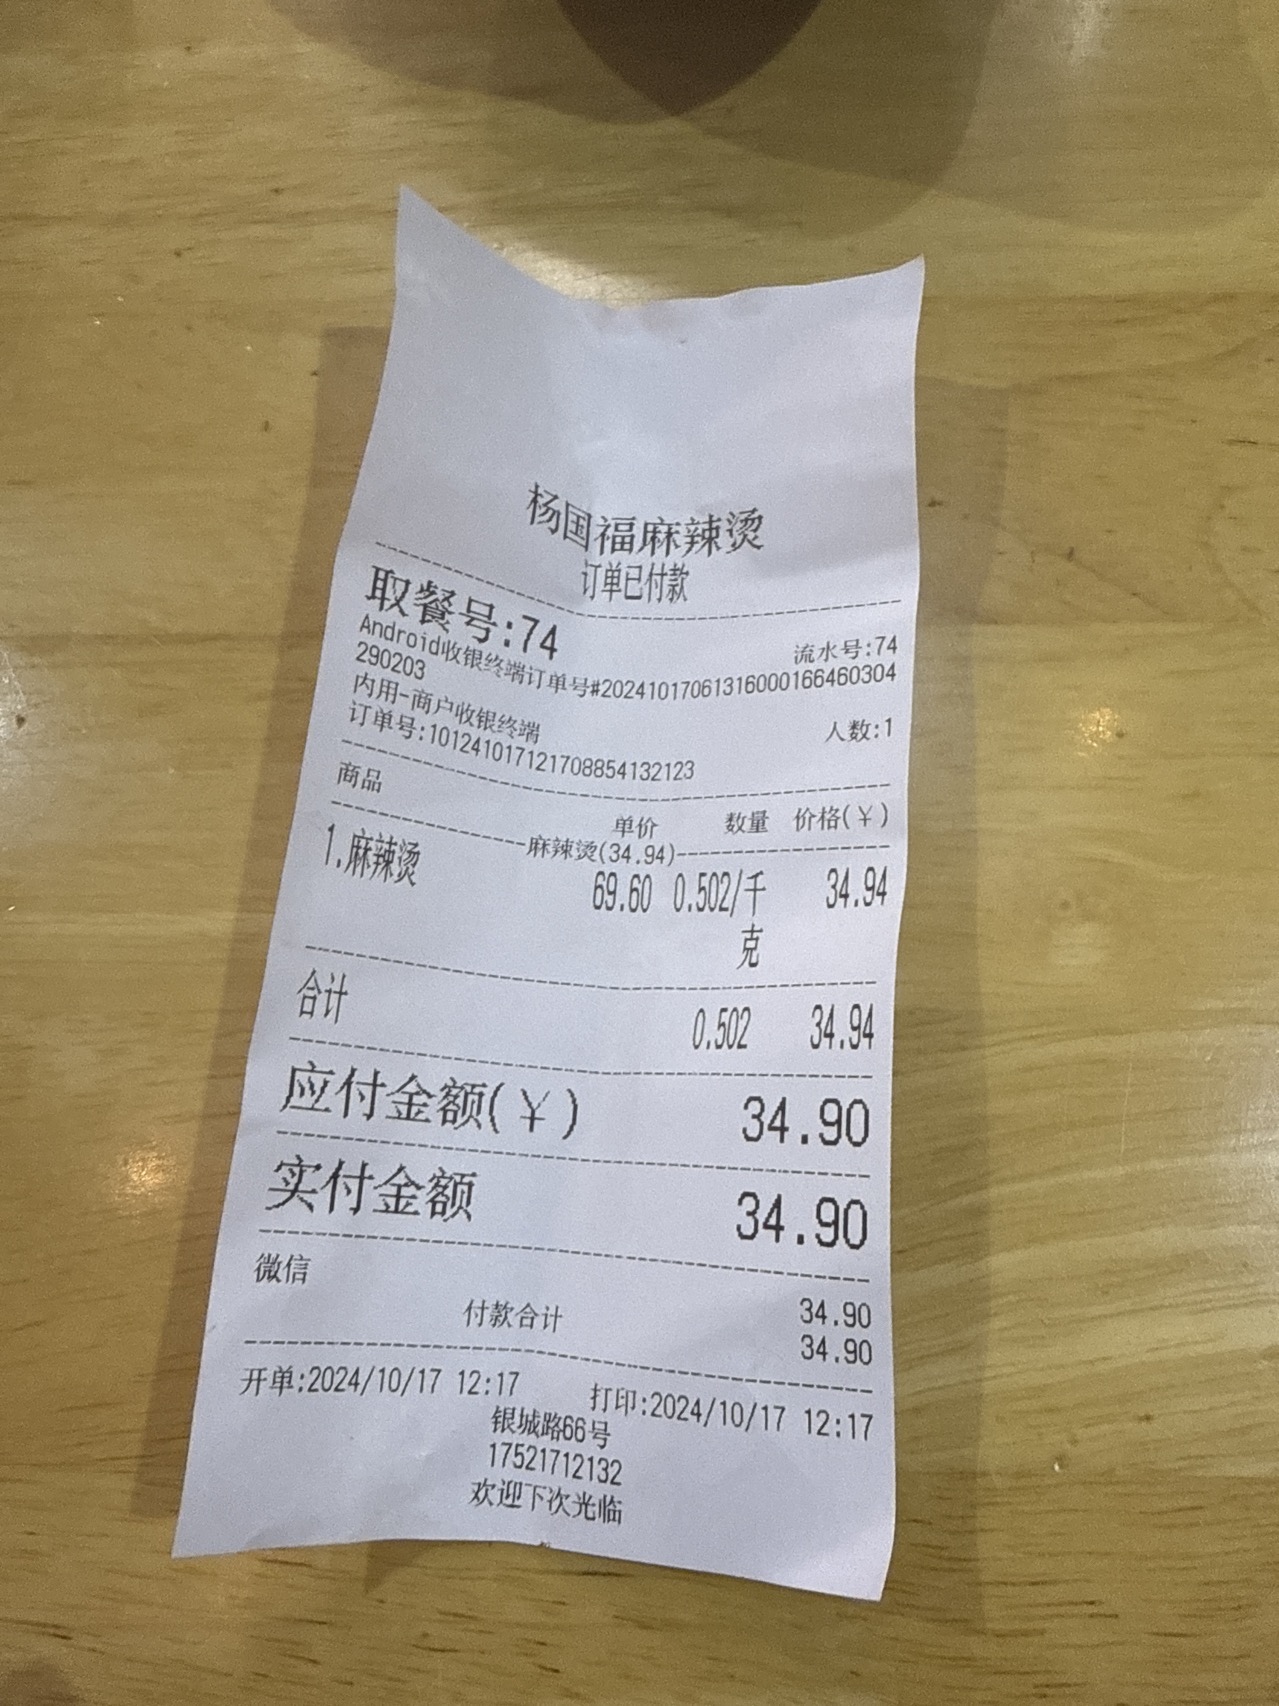 杨国福麻辣烫
订单已付款
取餐号:74
流水号:74
Android收银终端订单号#20241017061316000166460304
290203
内用-商户收银终端
人数:1
订单号:101241017121708854132123
商品 单价 数量 价格(¥)
麻辣烫(34.94)
1.麻辣烫 69.60 0.502/千 34.94
克
合计 0.502 34.94
应付金额(¥) 34.90
实付金额 34.90
微信 34.90
付款合计 34.90
开单:2024/10/17 12:17 打印:2024/10/17 12:17
银城路66号
17521712132
欢迎下次光临